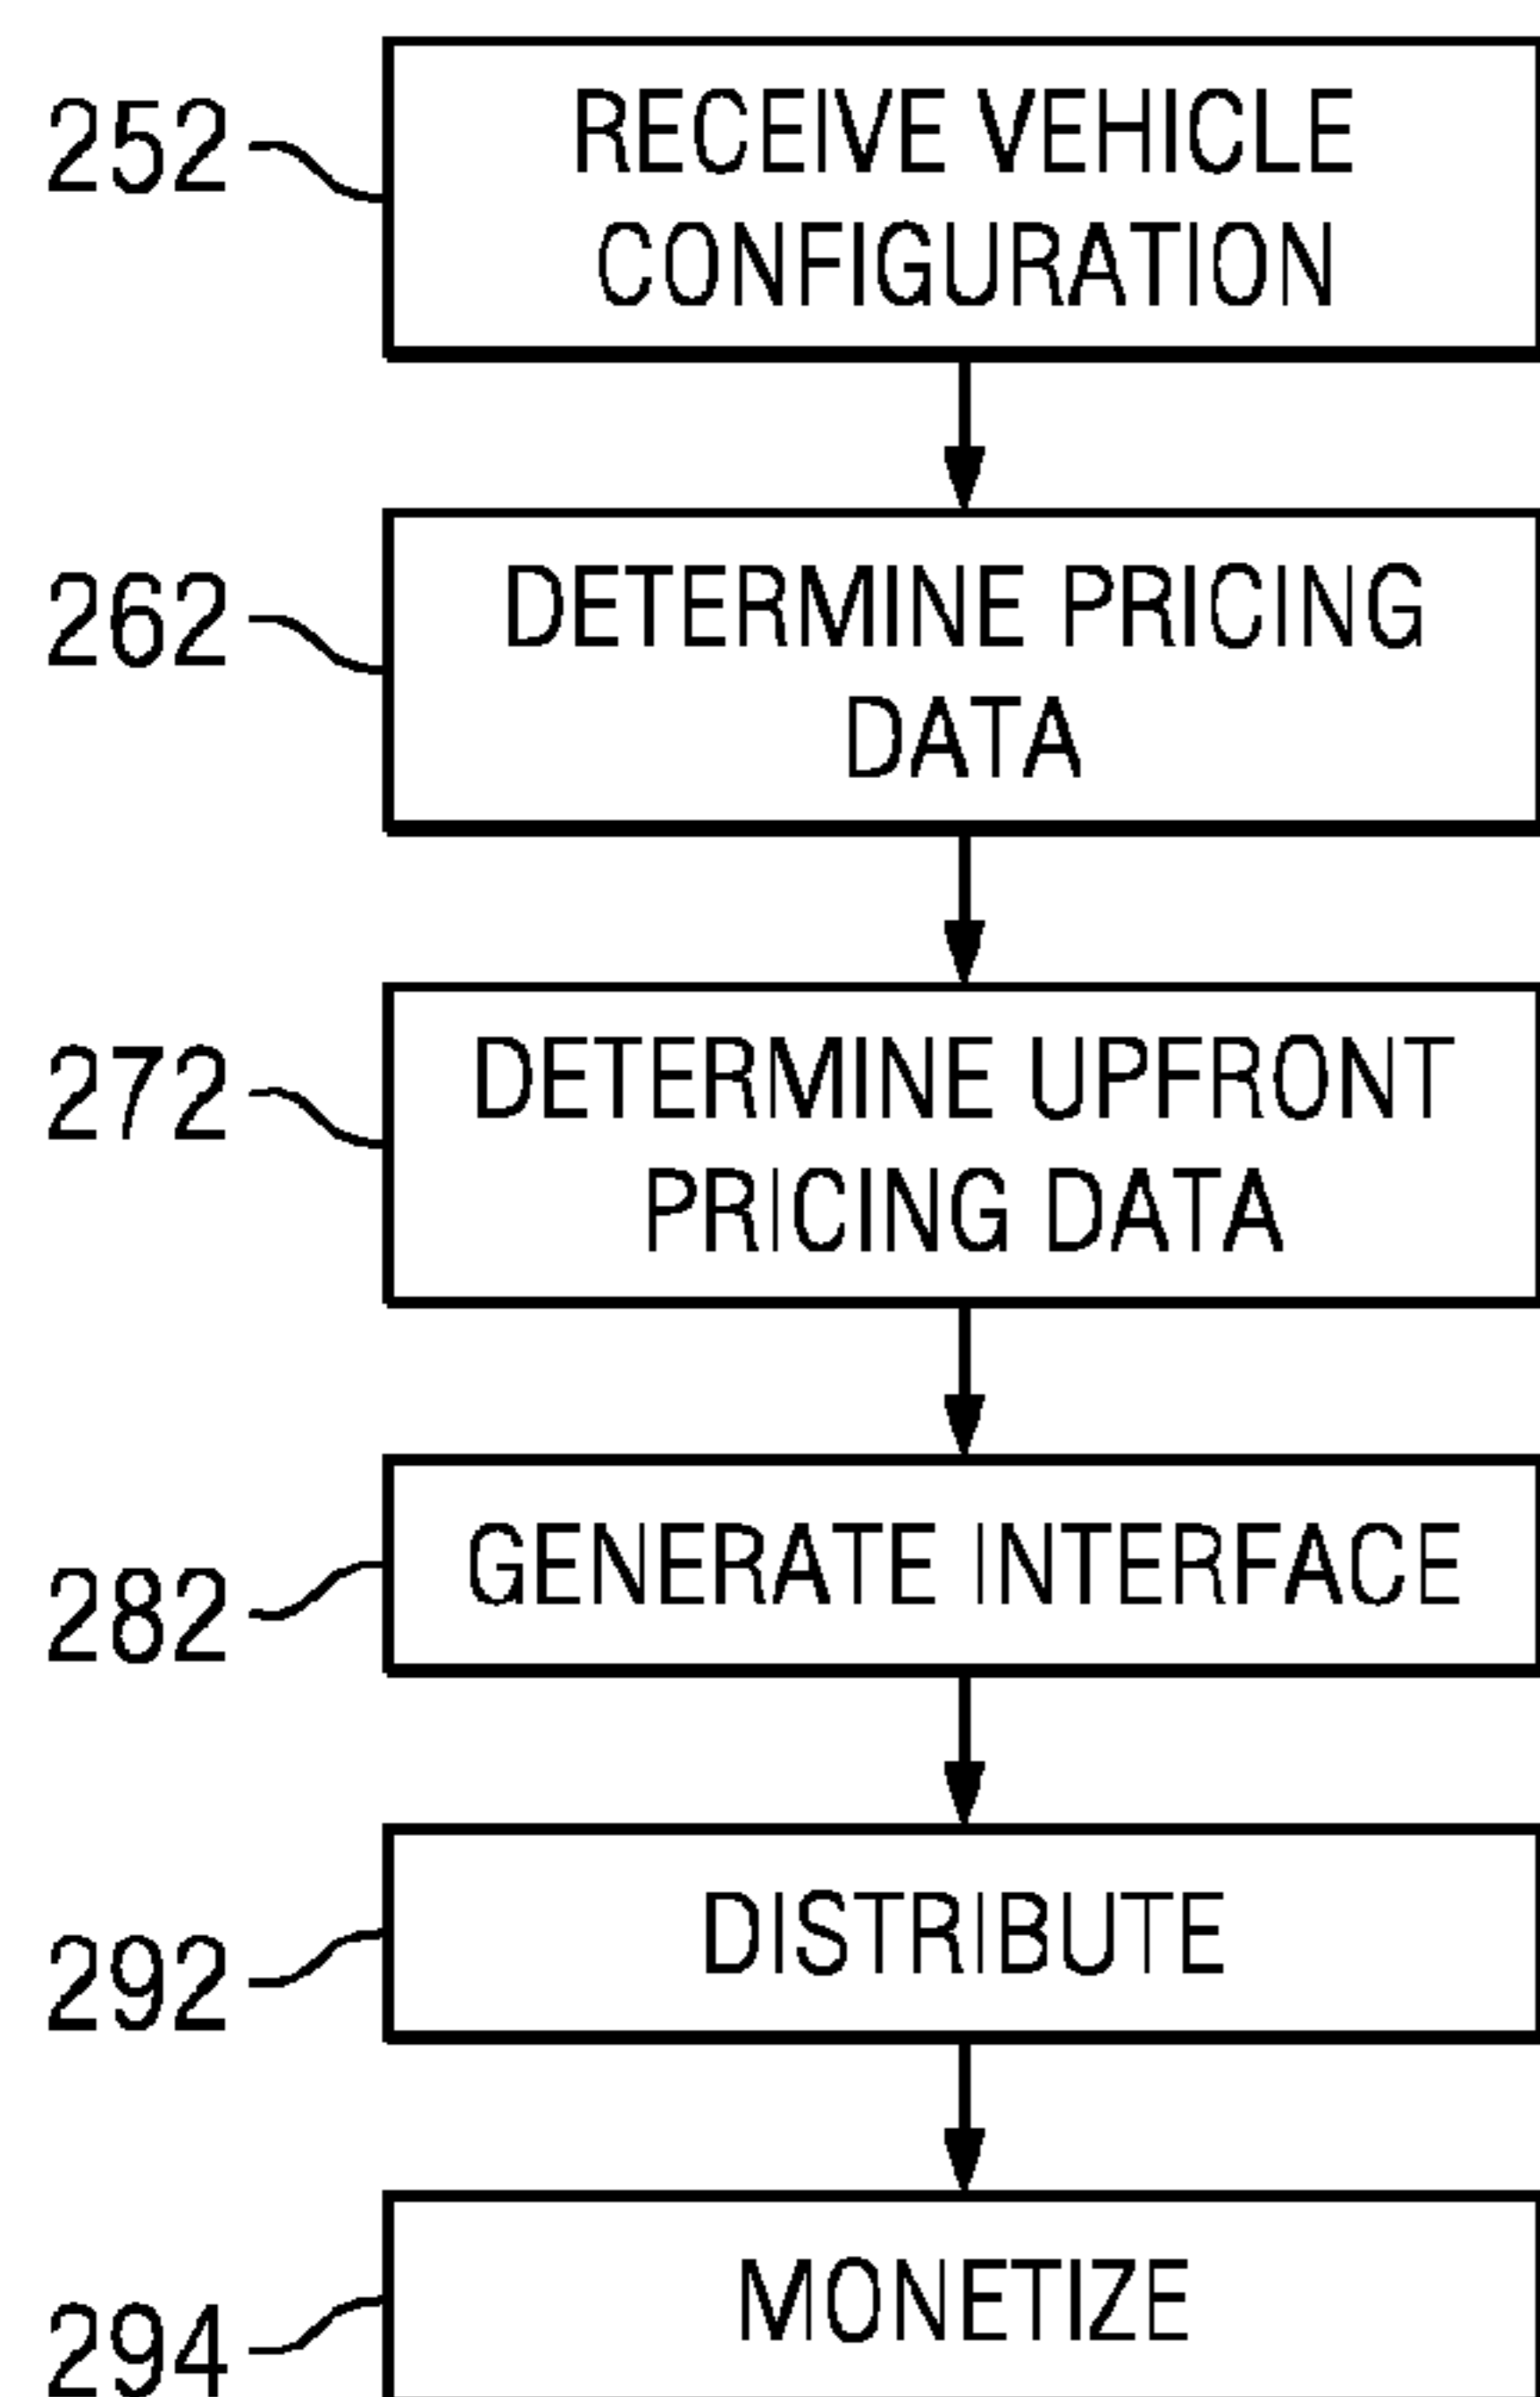 252
RECEIVE VEHICLE
CONFIGURATION
262
DETERMINE PRICING
DATA
272
DETERMINE UPFRONT
PRICING DATA
282
GENERATE INTERFACE
292
DISTRIBUTE
294
MONETIZE